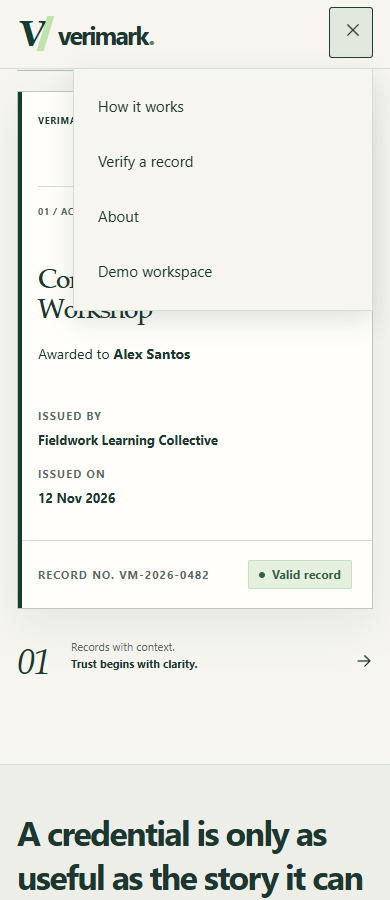 verimark.
How it works
Verify a record
About
Demo workspace
01 /
Workshop
Awarded to Alex Santos
ISSUED BY
Fieldwork Learning Collective
ISSUED ON
12 Nov 2026
RECORD NO. VM-2026-0482
Valid record
01
Records with context.
Trust begins with clarity.
A credential is only as
useful as the story it can